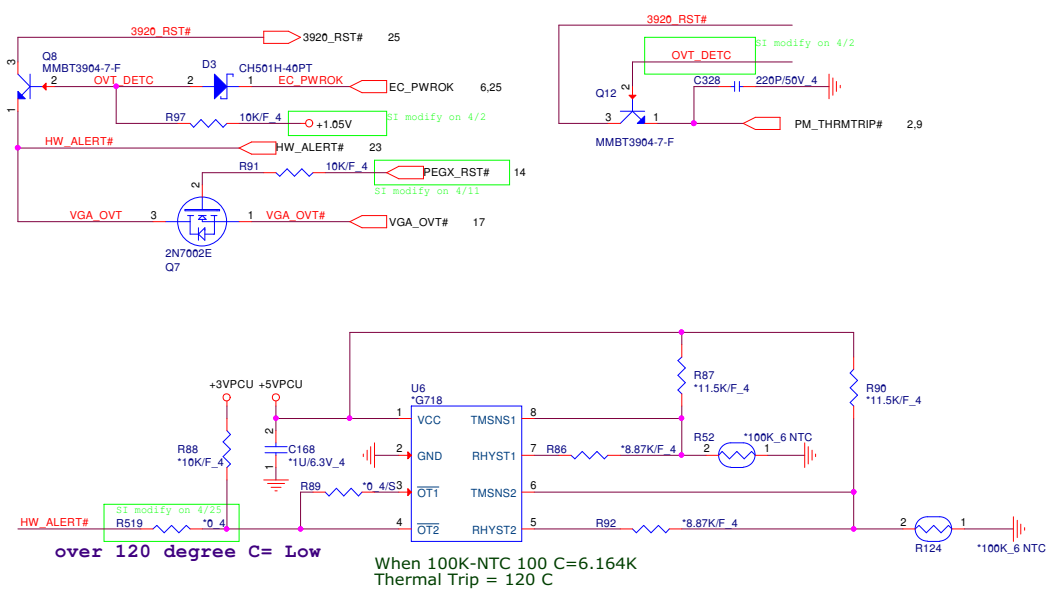 3920_RST#
3920_RST# 25
3
Q8
MMBT3904-7-F
2
OVT_DETC
D3
2
CH501H-40PT
1
EC_PWROK
EC_PWROK 6,25
1
R97
10K/F_4
+1.05V
SI modify on 4/2
HW_ALERT#
HW_ALERT# 23
R91
10K/F_4
PEGX_RST# 14
SI modify on 4/11
2
VGA_OVT
3
1
VGA_OVT#
VGA_OVT# 17
2N7002E
Q7
3920_RST#
SI modify on 4/2
OVT_DETC
C328
220P/50V_4
Q12
2
3
1
PM_THRMTRIP# 2,9
MMBT3904-7-F
+3VPCU
+5VPCU
R87
*11.5K/F_4
R90
*11.5K/F_4
U6
*G718
1
VCC
TMSNS1
8
2
C168
*1U/6.3V_4
1
R88
*10K/F_4
2
GND
RHYST1
7
R86
*8.87K/F_4
R52
2
*100K_6 NTC
1
R89
*0_4/S
3
OT1
TMSNS2
6
SI modify on 4/25
HW_ALERT#
R519
*0_4
4
OT2
RHYST2
5
R92
*8.87K/F_4
2
1
R124
*100K_6 NTC
over 120 degree C= Low
When 100K-NTC 100 C=6.164K
Thermal Trip = 120 C